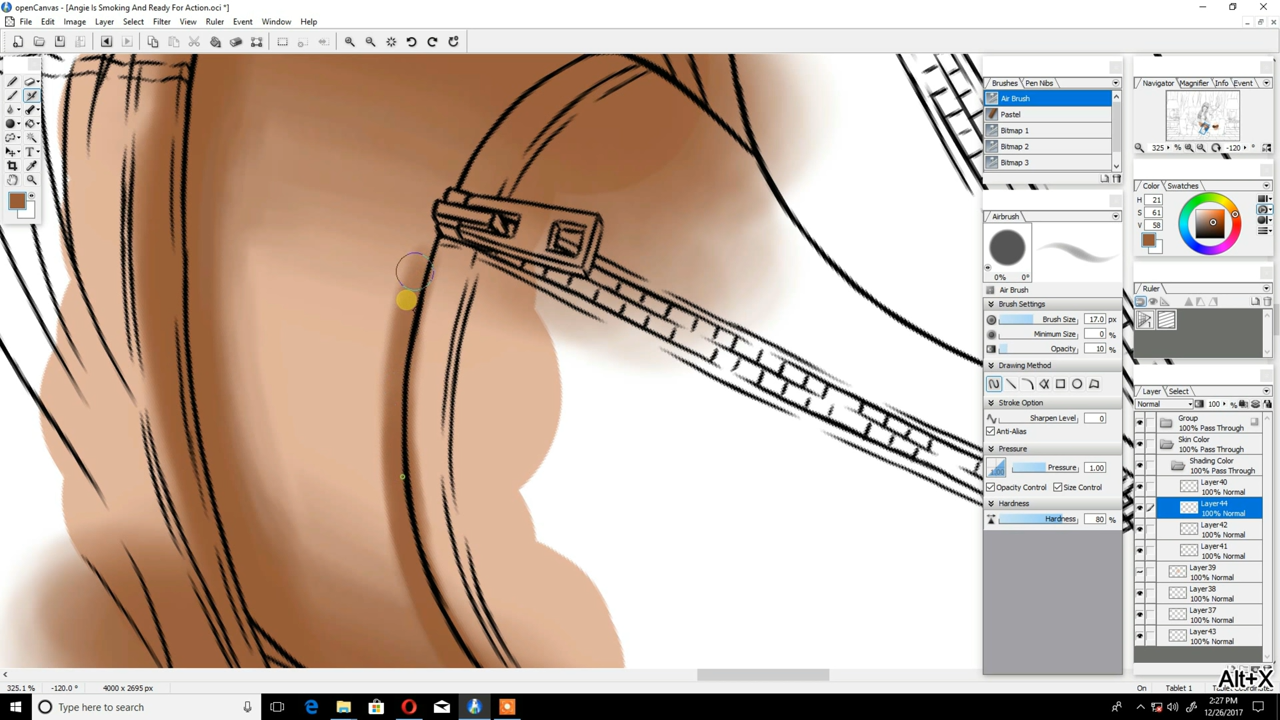 openCanvas - [Angie Is Smoking And Ready For Action.oci *]
File Edit Image Layer Select Filter View Ruler Event Window Help
Brushes Pen Nibs
Air Brush
Pastel
Bitmap 1
Bitmap 2
Bitmap 3
Airbrush
0% 0°
Air Brush
Brush Settings
Brush Size 17.0 px
Minimum Size 0 %
Opacity 10 %
Drawing Method
Stroke Option
Sharpen Level 0
Anti-Alias
Pressure
Pressure 1.00
Opacity Control Size Control
Hardness
Hardness 80 %
Navigator Magnifier Info Event
325 % -120 °
Color Swatches
H 21
S 61
V 58
Ruler
Layer Select
Normal 100 %
Group
100% Pass Through
Skin Color
100% Pass Through
Shading Color
100% Pass Through
Layer40
100% Normal
Layer44
100% Normal
Layer42
100% Normal
Layer41
100% Normal
Layer39
100% Normal
Layer38
100% Normal
Layer37
100% Normal
Layer43
100% Normal
Alt+X
325.1 % -120.0 ° 4000 x 2695 px
On Tablet 1 Tablet Coordinates
Type here to search
2:27 PM
12/26/2017